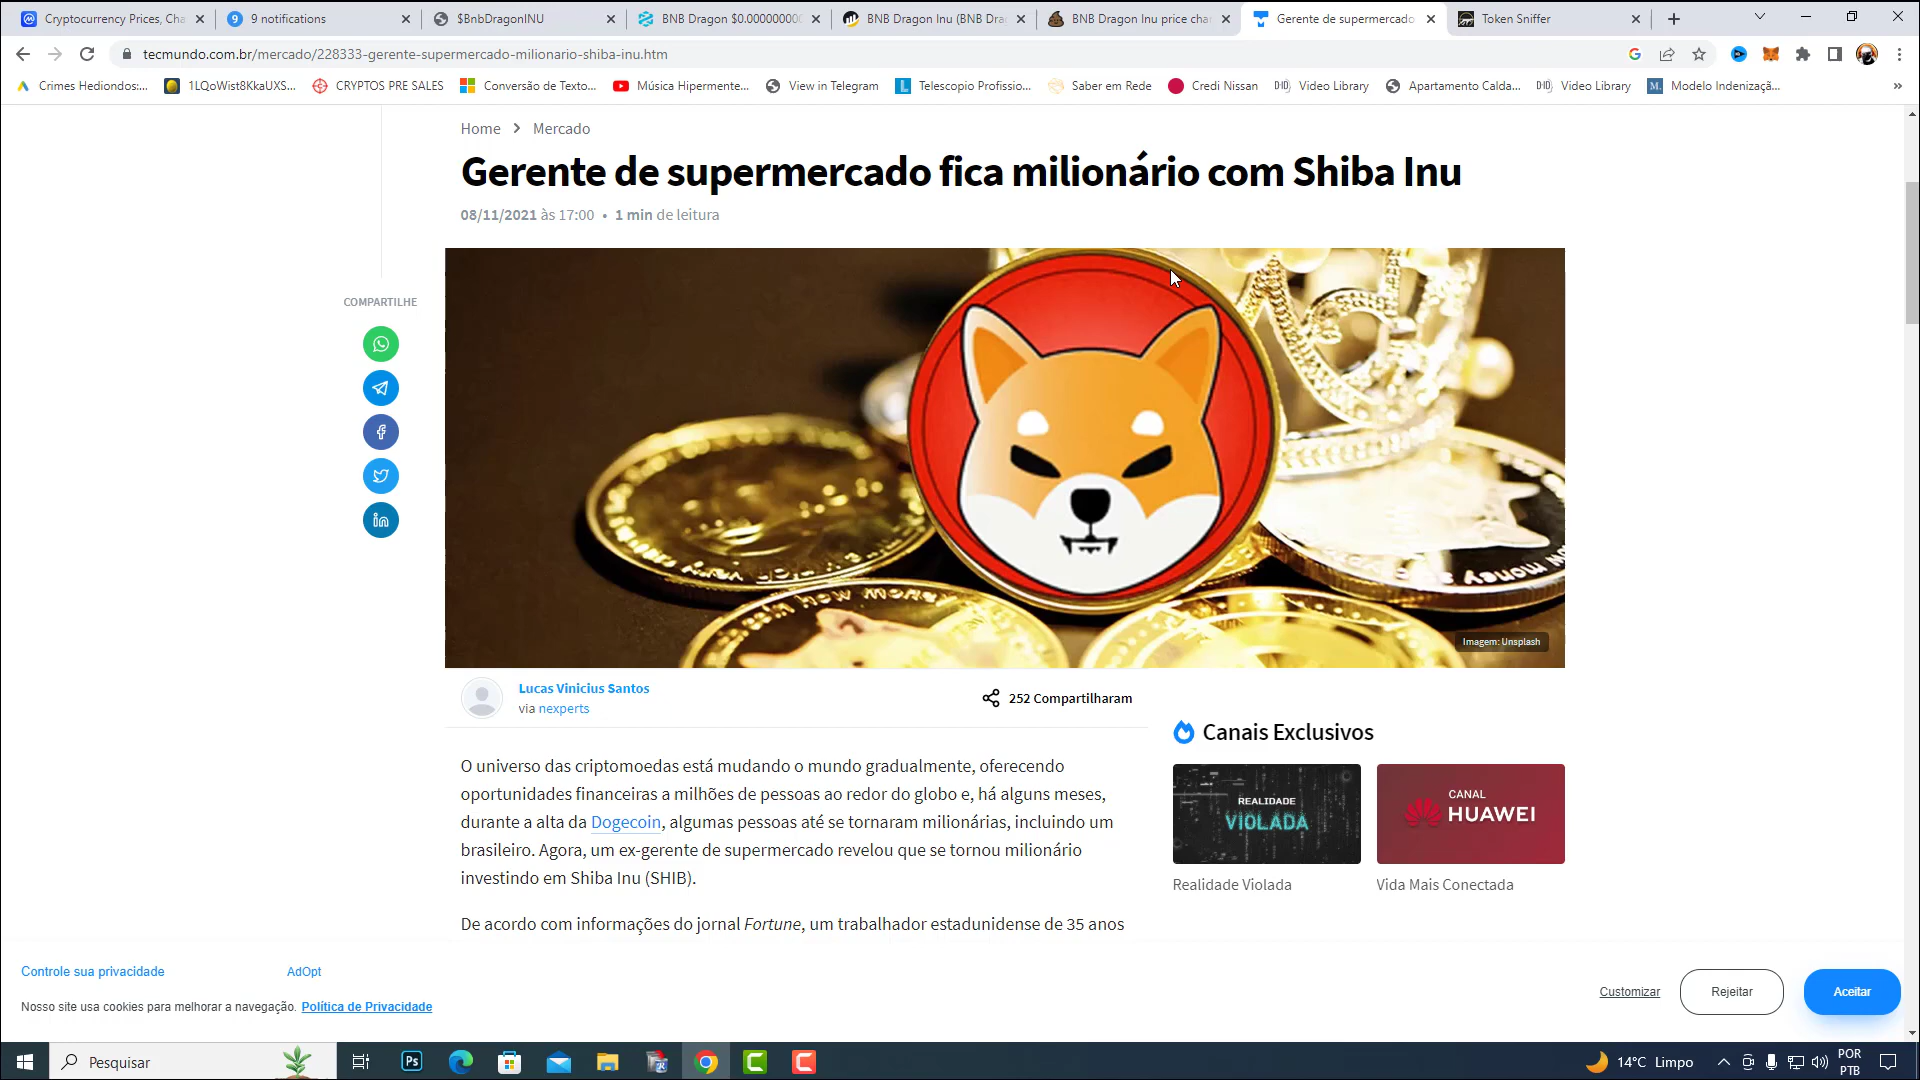 Cryptocurrency Prices, Cha
9 notifications
$BnbDragonINU
BNB Dragon $0.000000000
BNB Dragon Inu (BNB Dra
BNB Dragon Inu price cha
Gerente de supermercado
Token Sniffer
tecmundo.com.br/mercado/228333-gerente-supermercado-milionario-shiba-inu.htm
Crimes Hediondos:...
1LQoWist8KkaUXS...
CRYPTOS PRE SALES
Conversão de Texto...
Música Hipermente...
View in Telegram
Telescopio Profissio...
Saber em Rede
Credi Nissan
Video Library
Apartamento Calda...
Video Library
Modelo Indenizaçã...
Home > Mercado
Gerente de supermercado fica milionário com Shiba Inu
08/11/2021 às 17:00 • 1 min de leitura
COMPARTILHE
Imagem: Unsplash
Lucas Vinicius Santos
via nexperts
252 Compartilharam
O universo das criptomoedas está mudando o mundo gradualmente, oferecendo
oportunidades financeiras a milhões de pessoas ao redor do globo e, há alguns meses,
durante a alta da Dogecoin, algumas pessoas até se tornaram milionárias, incluindo um
brasileiro. Agora, um ex-gerente de supermercado revelou que se tornou milionário
investindo em Shiba Inu (SHIB).
De acordo com informações do jornal Fortune, um trabalhador estadunidense de 35 anos
Canais Exclusivos
REALIDADE
VIOLADA
CANAL
HUAWEI
Realidade Violada
Vida Mais Conectada
Controle sua privacidade
AdOpt
Nosso site usa cookies para melhorar a navegação. Política de Privacidade
Customizar
Rejeitar
Aceitar
Pesquisar
Ps
14°C Limpo
POR
PTB